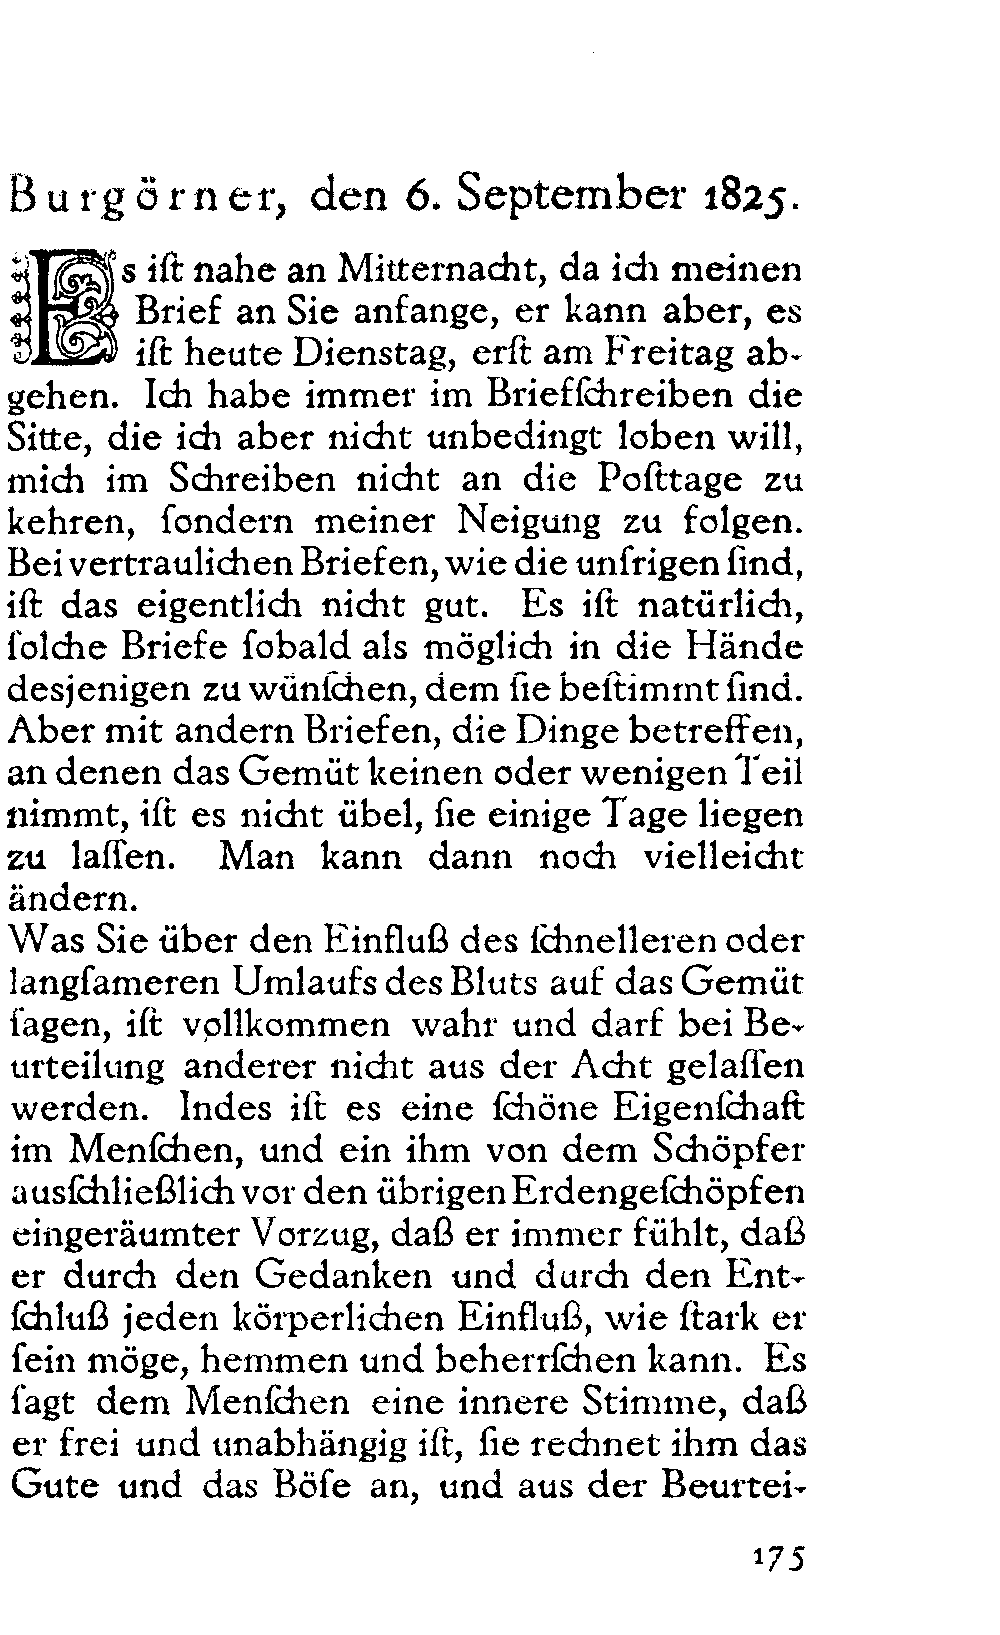 Burgörner, den 6. September 1825.
Es iſt nahe an Mitternacht, da ich meinen
Brief an Sie anfange, er kann aber, es
iſt heute Dienstag, erſt am Freitag ab-
gehen. Ich habe immer im Briefſchreiben die
Sitte, die ich aber nicht unbedingt loben will,
mich im Schreiben nicht an die Poſttage zu
kehren, ſondern meiner Neigung zu folgen.
Bei vertraulichen Briefen, wie die unſrigen ſind,
iſt das eigentlich nicht gut. Es iſt natürlich,
ſolche Briefe ſobald als möglich in die Hände
desjenigen zu wünſchen, dem ſie beſtimmt ſind.
Aber mit andern Briefen, die Dinge betreffen,
an denen das Gemüt keinen oder wenigen Teil
nimmt, iſt es nicht übel, ſie einige Tage liegen
zu laſſen. Man kann dann noch vielleicht
ändern.
Was Sie über den Einfluß des ſchnelleren oder
langſameren Umlaufs des Bluts auf das Gemüt
ſagen, iſt vollkommen wahr und darf bei Be-
urteilung anderer nicht aus der Acht gelaſſen
werden. Indes iſt es eine ſchöne Eigenſchaft
im Menſchen, und ein ihm von dem Schöpfer
ausſchließlich vor den übrigen Erdengeſchöpfen
eingeräumter Vorzug, daß er immer fühlt, daß
er durch den Gedanken und durch den Ent-
ſchluß jeden körperlichen Einfluß, wie ſtark er
ſein möge, hemmen und beherrſchen kann. Es
ſagt dem Menſchen eine innere Stimme, daß
er frei und unabhängig iſt, ſie rechnet ihm das
Gute und das Böſe an, und aus der Beurtei-
175